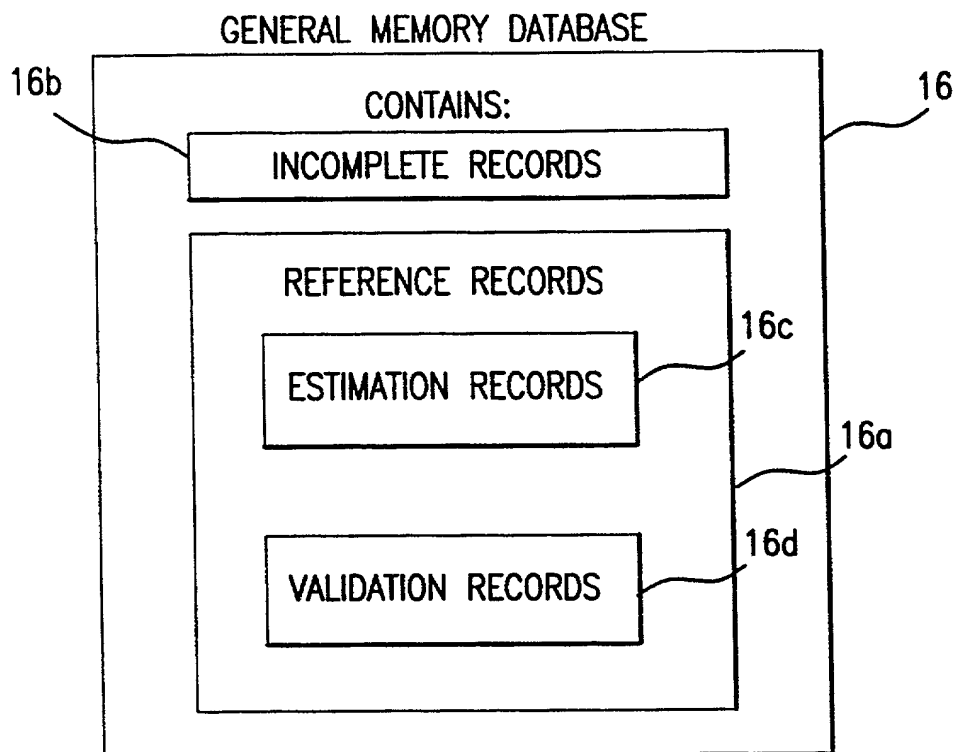 GENERAL MEMORY DATABASE
16b
16
CONTAINS:
INCOMPLETE RECORDS
REFERENCE RECORDS
16c
ESTIMATION RECORDS
16a
16d
VALIDATION RECORDS